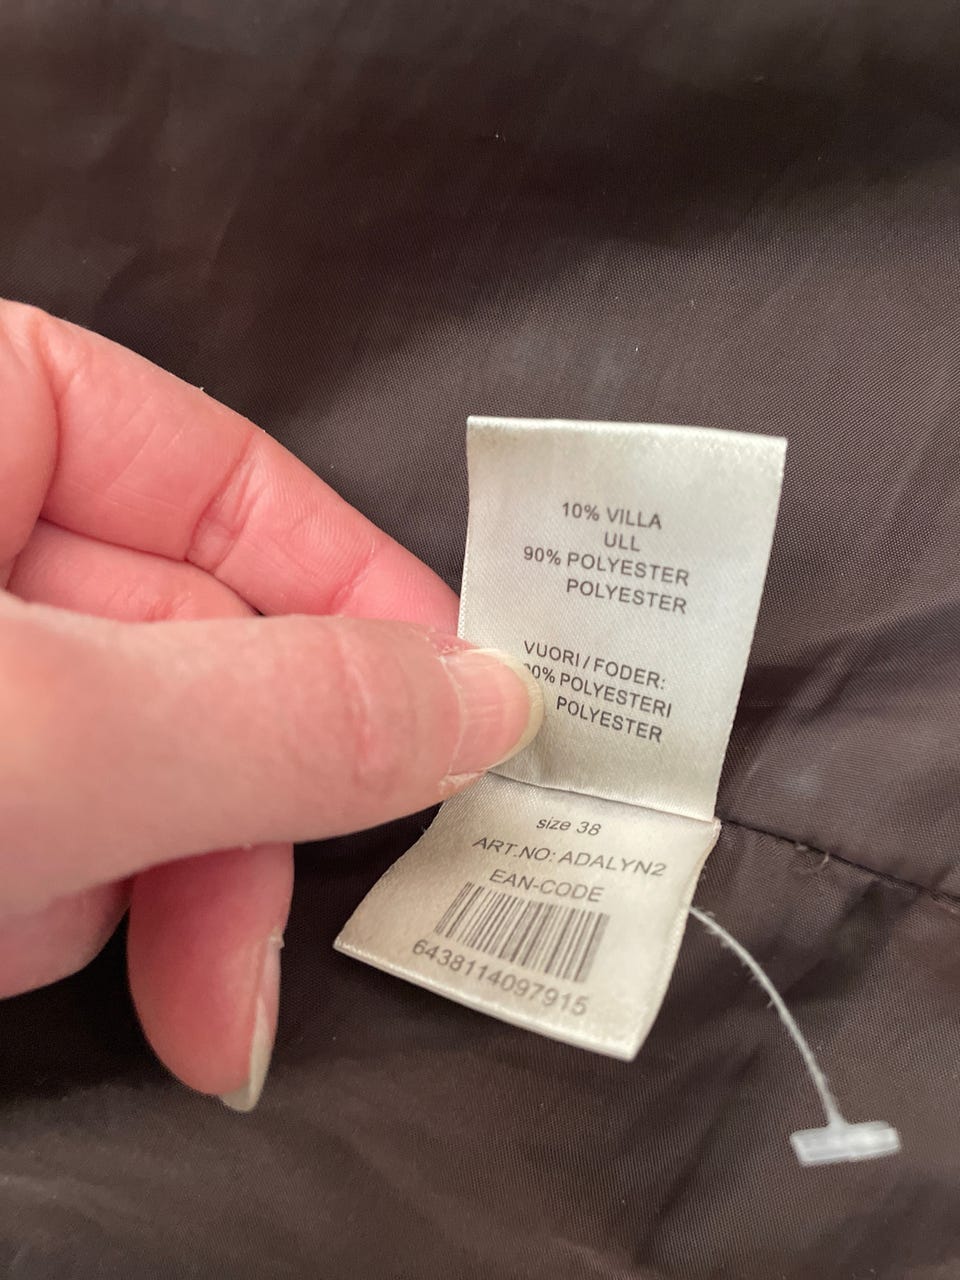 10% VILLA
ULL
90% POLYESTER
POLYESTER
VUORI / FODER:
POLYESTERI
POLYESTER
size 38
ART.NO: ADALYN2
EAN-CODE
6438114097915